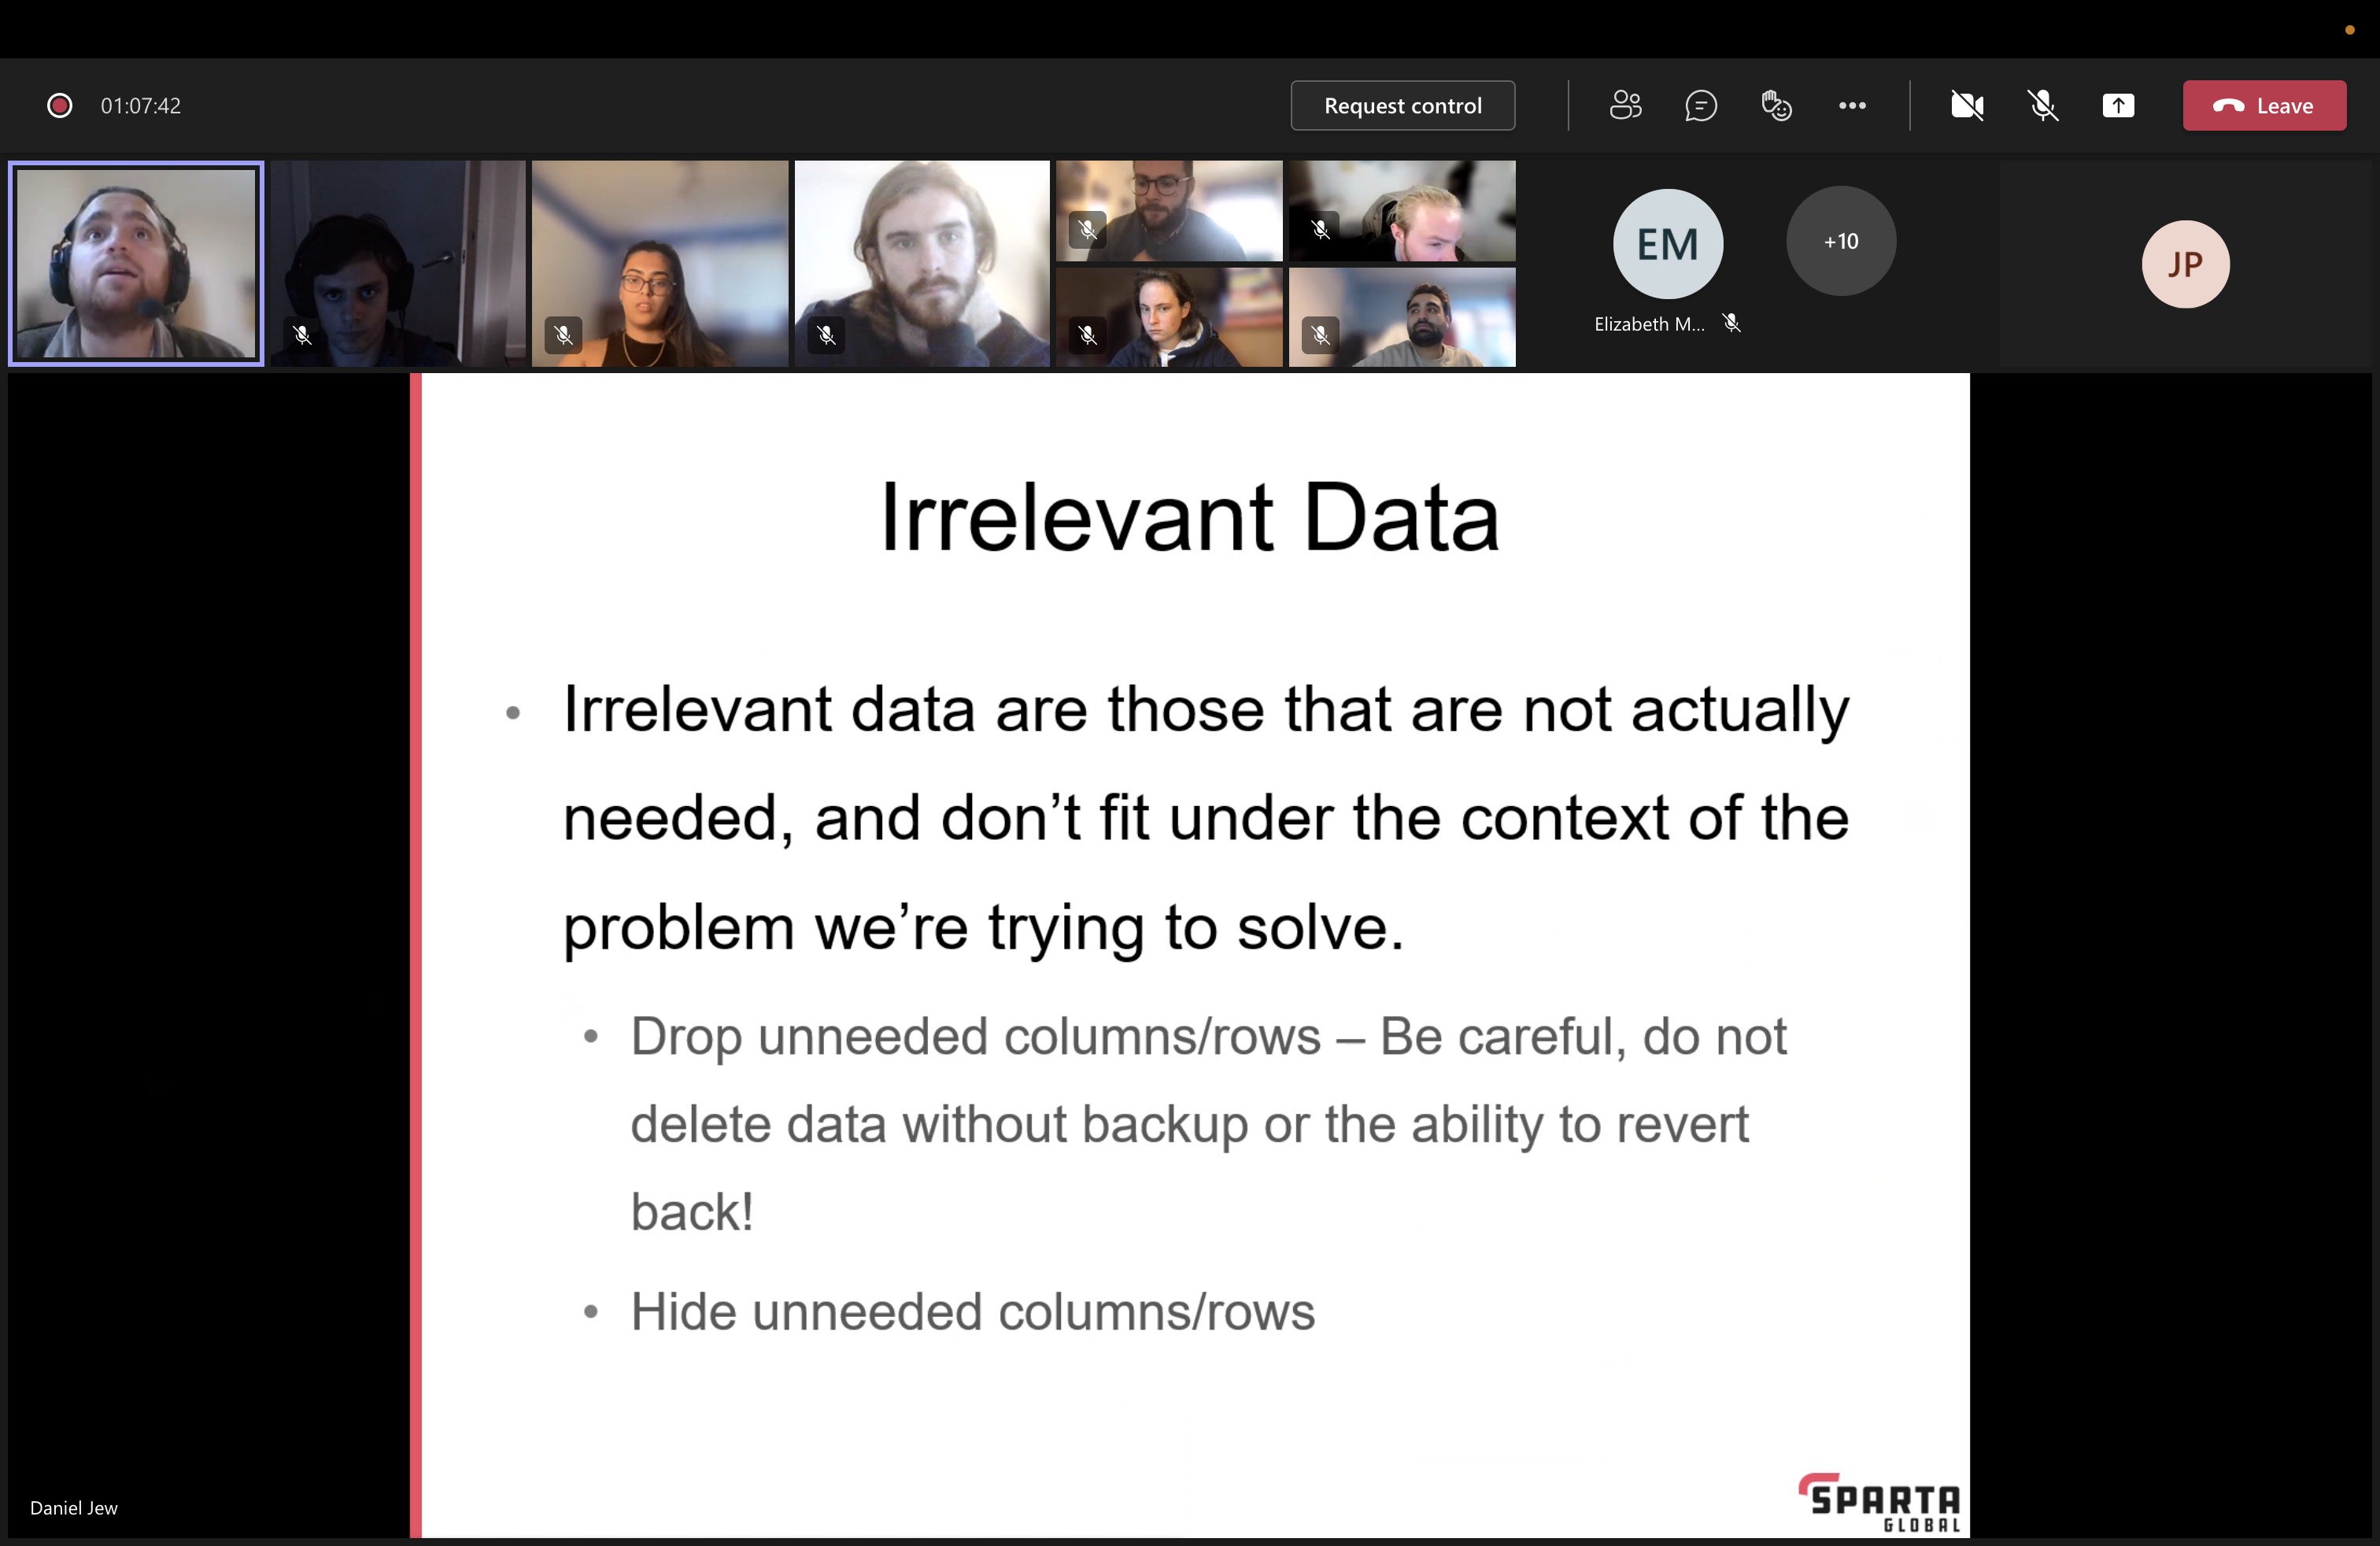 01:07:42
Request control
Leave
EM
+10
JP
Elizabeth M...
Irrelevant Data
• Irrelevant data are those that are not actually
needed, and don’t fit under the context of the
problem we’re trying to solve.
• Drop unneeded columns/rows – Be careful, do not
delete data without backup or the ability to revert
back!
• Hide unneeded columns/rows
Daniel Jew
SPARTA
GLOBAL